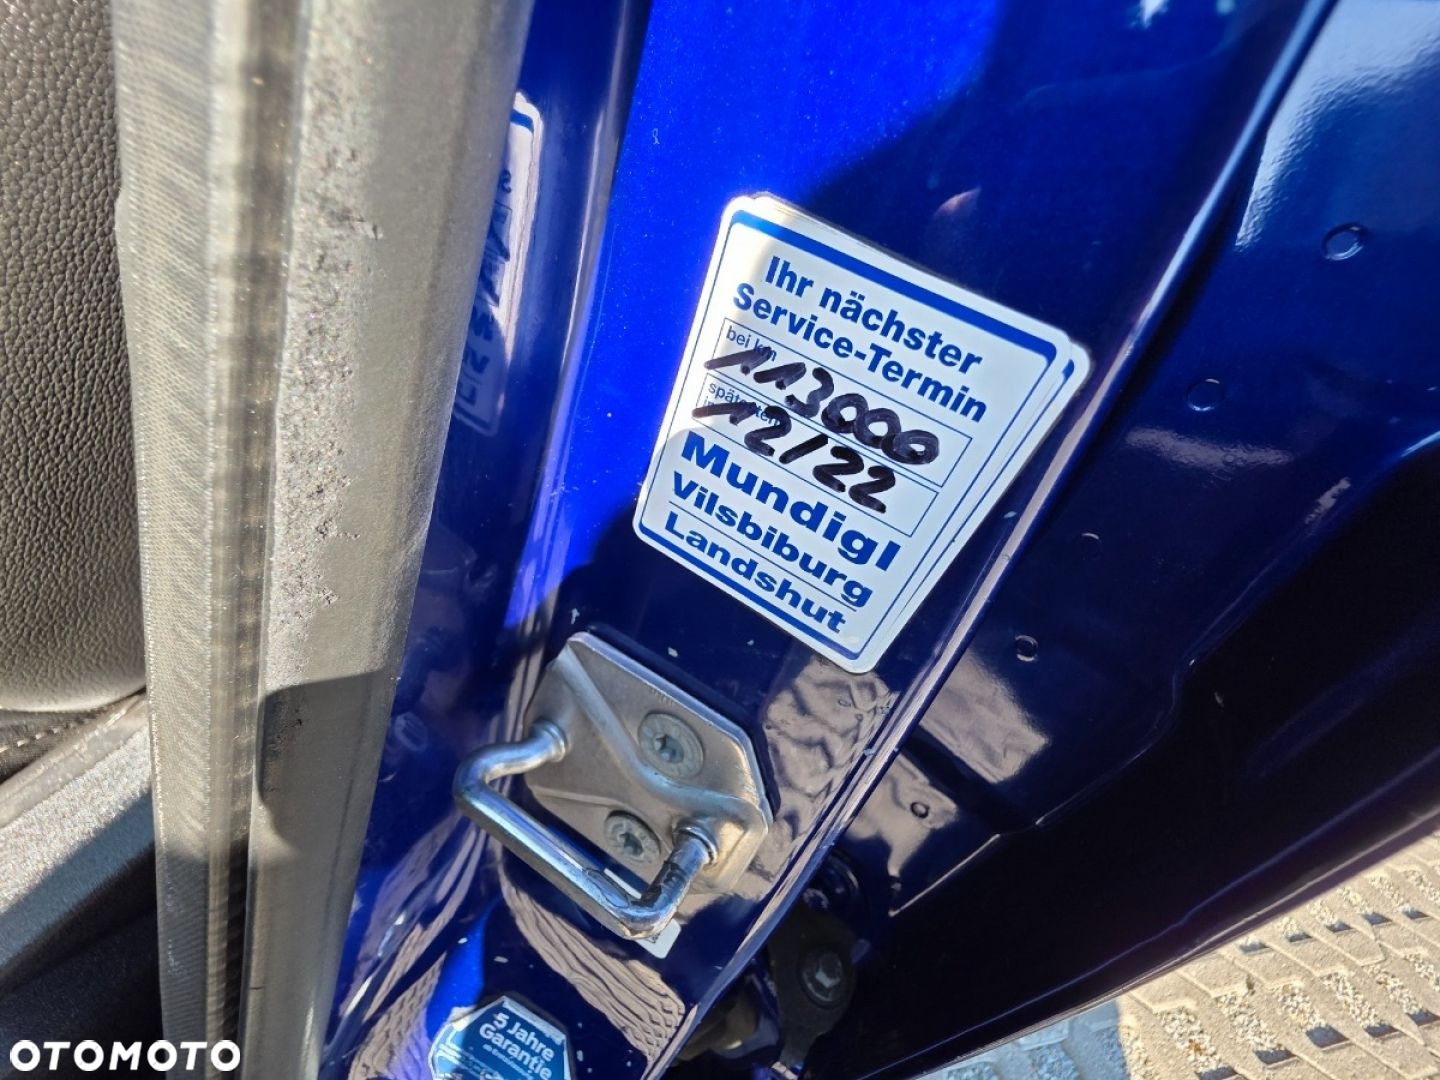 Ihr nächster
Service-Termin
bei km
113000
spätestens
12/22
Mundigl
Vilsbiburg
Landshut
5 Jahre
Garantie
OTOMOTO